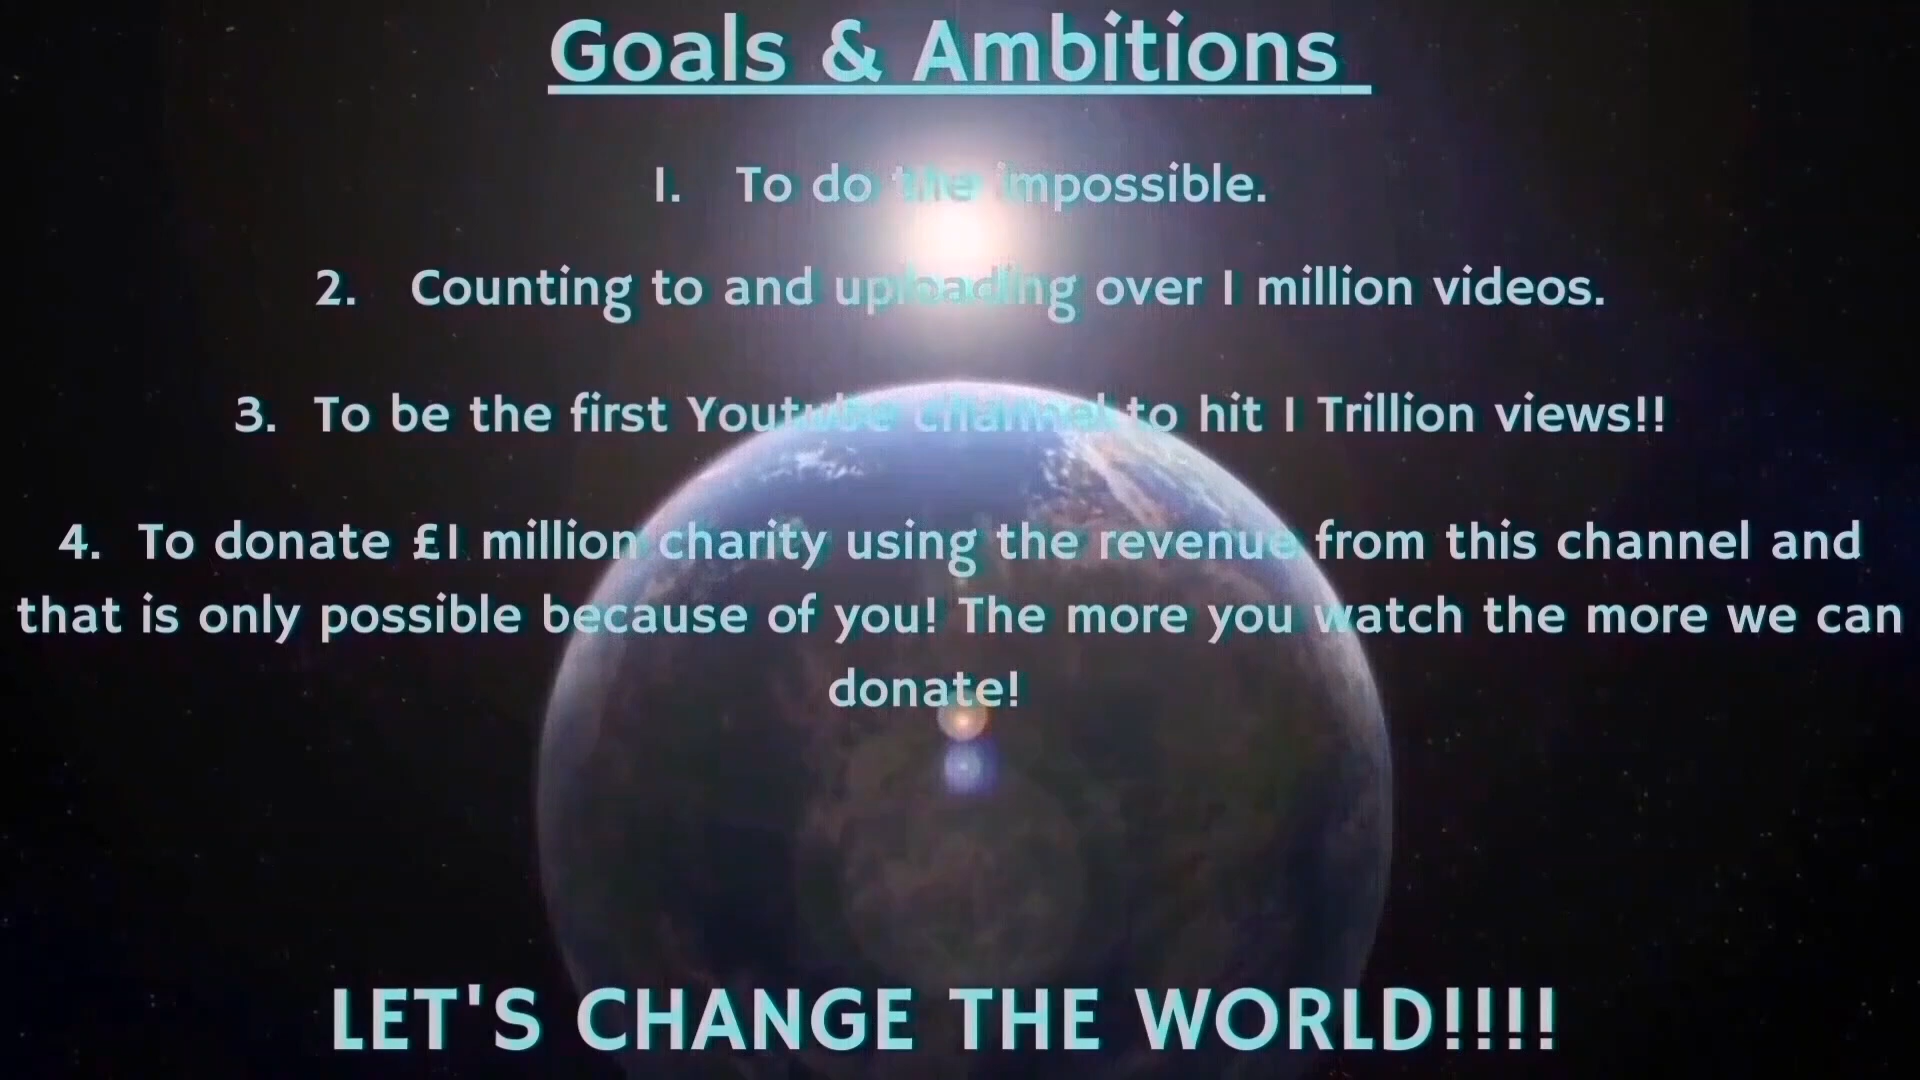 Goals & Ambitions
1. To do the impossible.
2. Counting to and uploading over 1 million videos.
3. To be the first Youtube channel to hit 1 Trillion views!!
4. To donate £1 million charity using the revenue from this channel and
that is only possible because of you! The more you watch the more we can
donate!
LET'S CHANGE THE WORLD!!!!